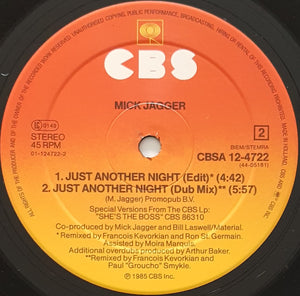 CBS
MICK JAGGER
STEREO
45 RPM
01-124722-2
BIEM/STEMRA
2
CBSA 12-4722
(44-05181)
1. JUST ANOTHER NIGHT (Edit)* (4:42)
2. JUST ANOTHER NIGHT (Dub Mix)** (5:57)
(M. Jagger) Promopub B.V.
Special Versions From The CBS Lp:
"SHE'S THE BOSS" CBS 86310
Co-produced by Mick Jagger and Bill Laswell/Material.
*Remixed by Francois Kevorkian and Ron St. Germain.
Assisted by Moira Marquis.
Additional overdubs produced by Arthur Baker.
**Remixed by Francois Kevorkian and
Paul "Groucho" Smykle.
℗ 1985 CBS Inc.